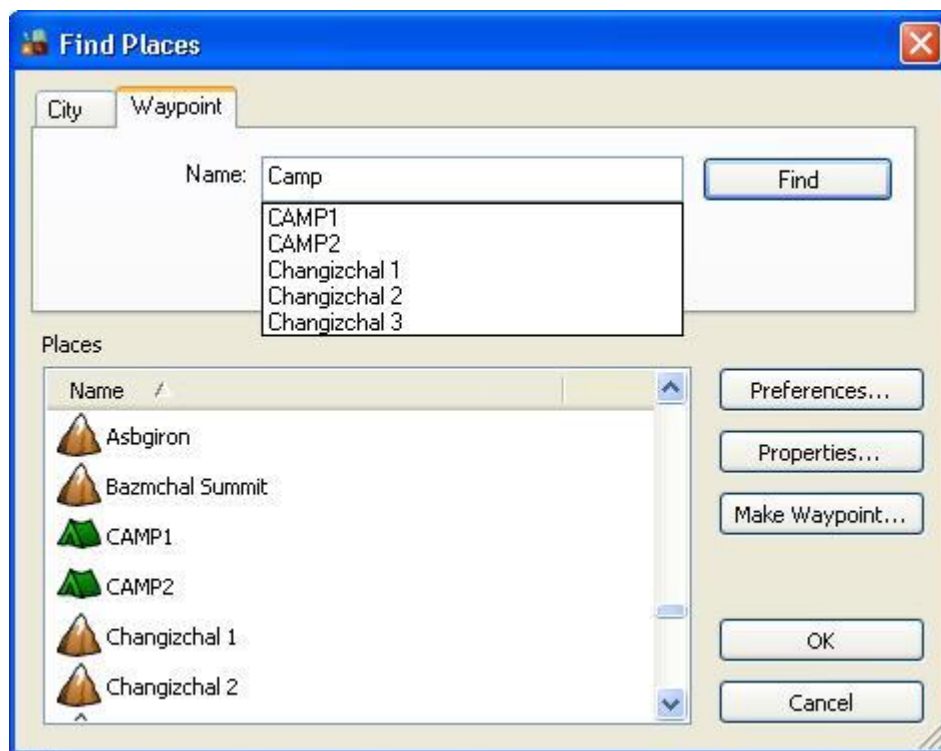 Find Places
City
Waypoint
Name:
Camp
Find
CAMP1
CAMP2
Changizchal 1
Changizchal 2
Changizchal 3
Places
Name
Preferences...
Asbgiron
Properties...
Bazmchal Summit
Make Waypoint...
CAMP1
CAMP2
Changizchal 1
OK
Changizchal 2
Cancel